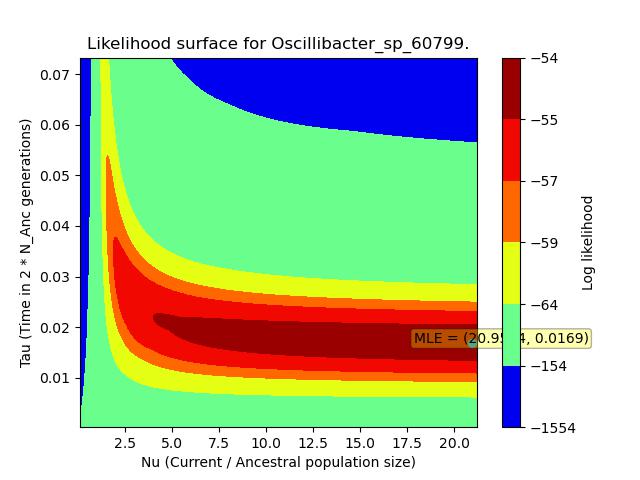 Likelihood surface for Oscillibacter_sp_60799.
0.07
0.06
0.05
0.04
0.03
0.02
0.01
Tau (Time in 2 * N_Anc generations)
2.5 5.0 7.5 10.0 12.5 15.0 17.5 20.0
Nu (Current / Ancestral population size)
MLE = (20.95 4, 0.0169)
−54
−55
−57
−59
−64
−154
−1554
Log likelihood